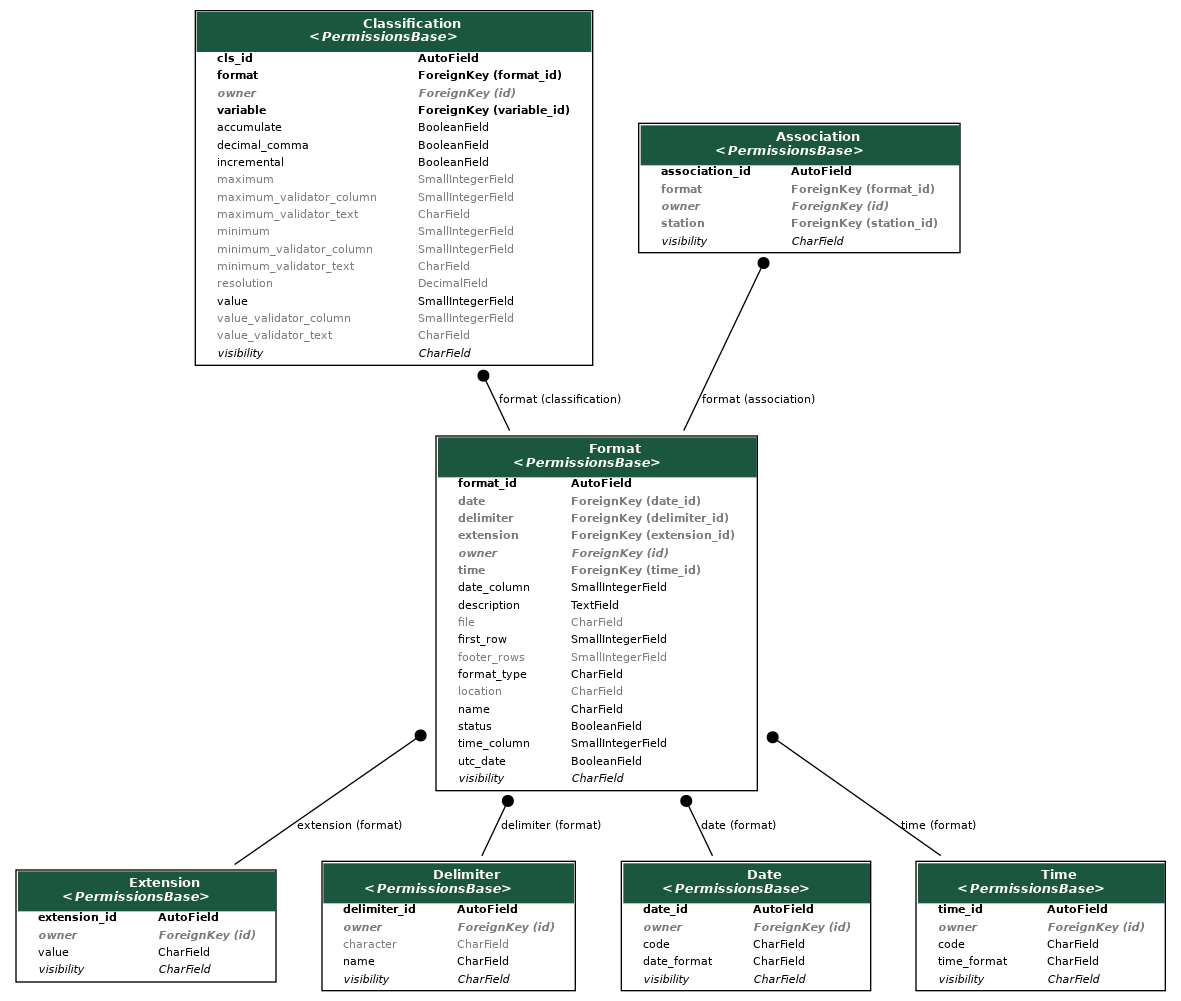 Classification
<PermissionsBase>
cls_id AutoField
format ForeignKey (format_id)
owner ForeignKey (id)
variable ForeignKey (variable_id)
accumulate BooleanField
decimal_comma BooleanField
incremental BooleanField
maximum SmallIntegerField
maximum_validator_column SmallIntegerField
maximum_validator_text CharField
minimum SmallIntegerField
minimum_validator_column SmallIntegerField
minimum_validator_text CharField
resolution DecimalField
value SmallIntegerField
value_validator_column SmallIntegerField
value_validator_text CharField
visibility CharField
Association
<PermissionsBase>
association_id AutoField
format ForeignKey (format_id)
owner ForeignKey (id)
station ForeignKey (station_id)
visibility CharField
format (classification)
format (association)
Format
<PermissionsBase>
format_id AutoField
date ForeignKey (date_id)
delimiter ForeignKey (delimiter_id)
extension ForeignKey (extension_id)
owner ForeignKey (id)
time ForeignKey (time_id)
date_column SmallIntegerField
description TextField
file CharField
first_row SmallIntegerField
footer_rows SmallIntegerField
format_type CharField
location CharField
name CharField
status BooleanField
time_column SmallIntegerField
utc_date BooleanField
visibility CharField
extension (format)
delimiter (format)
date (format)
time (format)
Extension
<PermissionsBase>
extension_id AutoField
owner ForeignKey (id)
value CharField
visibility CharField
Delimiter
<PermissionsBase>
delimiter_id AutoField
owner ForeignKey (id)
character CharField
name CharField
visibility CharField
Date
<PermissionsBase>
date_id AutoField
owner ForeignKey (id)
code CharField
date_format CharField
visibility CharField
Time
<PermissionsBase>
time_id AutoField
owner ForeignKey (id)
code CharField
time_format CharField
visibility CharField